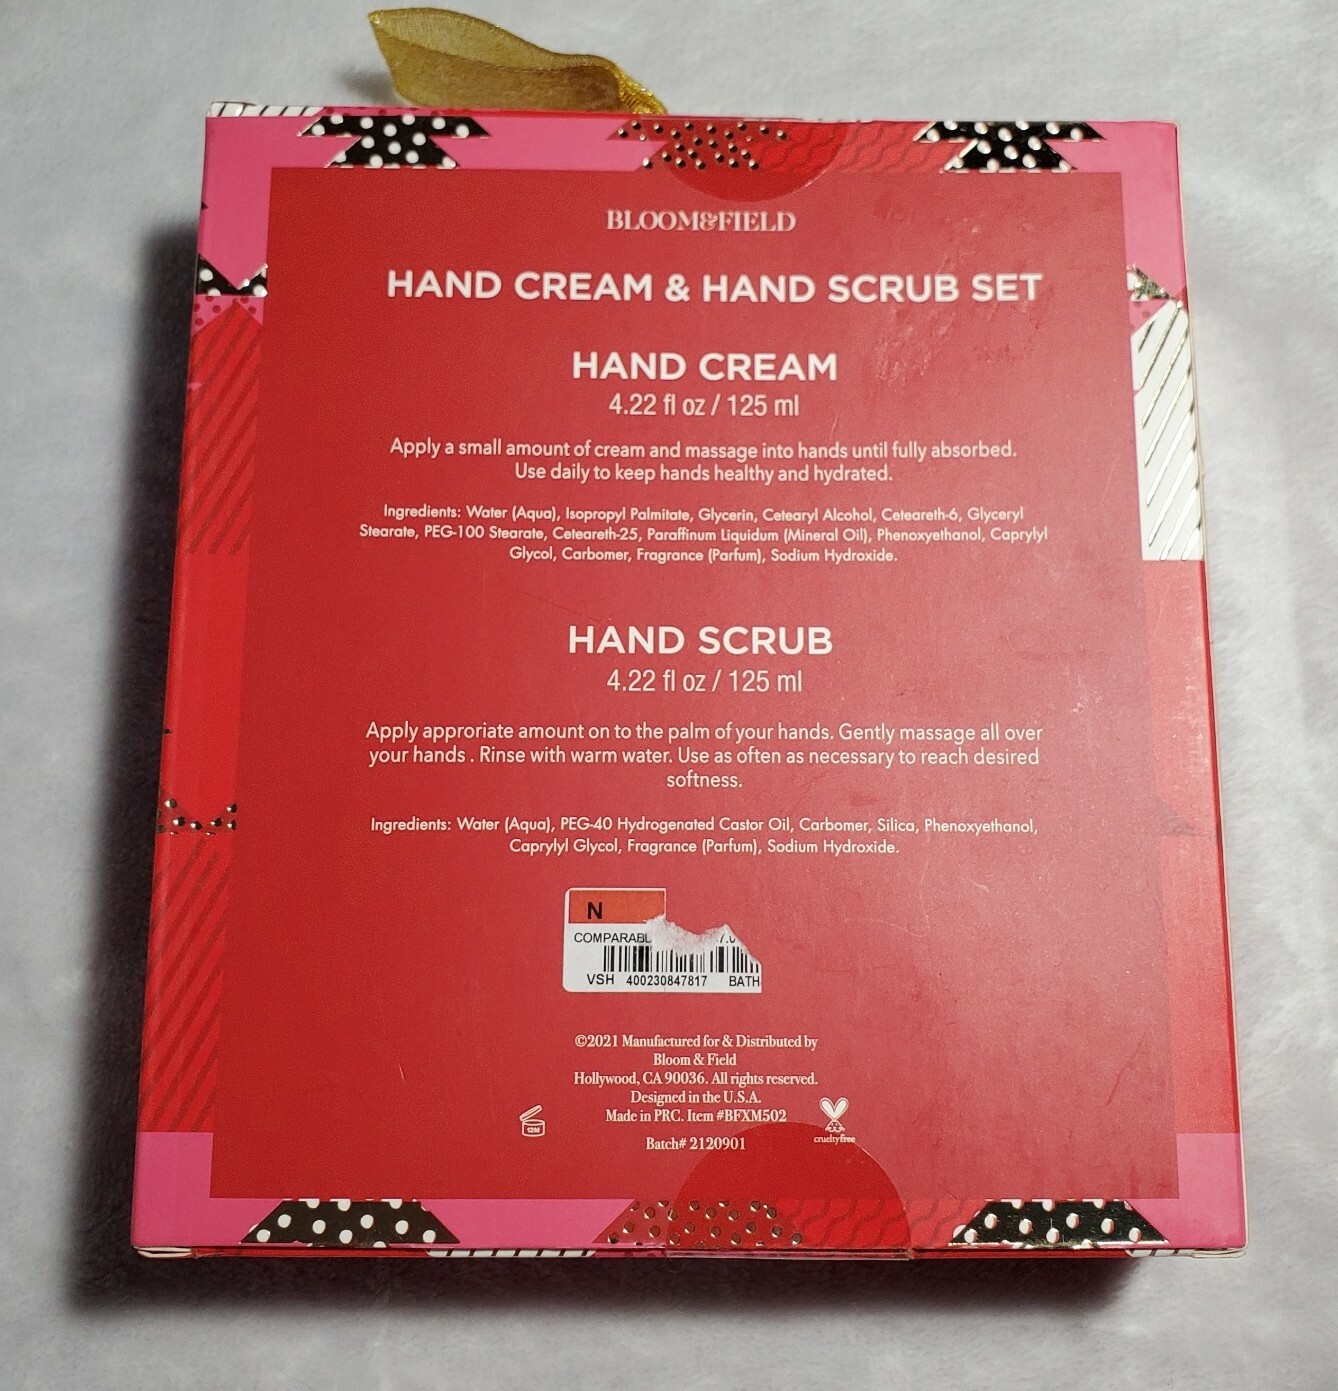 BLOOM&FIELD
HAND CREAM & HAND SCRUB SET
HAND CREAM
4.22 fl oz / 125 ml
Apply a small amount of cream and massage into hands until fully absorbed.
Use daily to keep hands healthy and hydrated.
Ingredients: Water (Aqua), Isopropyl Palmitate, Glycerin, Cetearyl Alcohol, Ceteareth-6, Glyceryl
Stearate, PEG-100 Stearate, Ceteareth-25, Paraffinum Liquidum (Mineral Oil), Phenoxyethanol, Caprylyl
Glycol, Carbomer, Fragrance (Parfum), Sodium Hydroxide.
HAND SCRUB
4.22 fl oz / 125 ml
Apply approriate amount on to the palm of your hands. Gently massage all over
your hands . Rinse with warm water. Use as often as necessary to reach desired
softness.
Ingredients: Water (Aqua), PEG-40 Hydrogenated Castor Oil, Carbomer, Silica, Phenoxyethanol,
Caprylyl Glycol, Fragrance (Parfum), Sodium Hydroxide.
N
COMPARABL
VSH 400230847817 BATH
©2021 Manufactured for & Distributed by
Bloom & Field
Hollywood, CA 90036. All rights reserved.
Designed in the U.S.A.
Made in PRC. Item #BFXM502
12M
cruelty free
Batch# 2120901